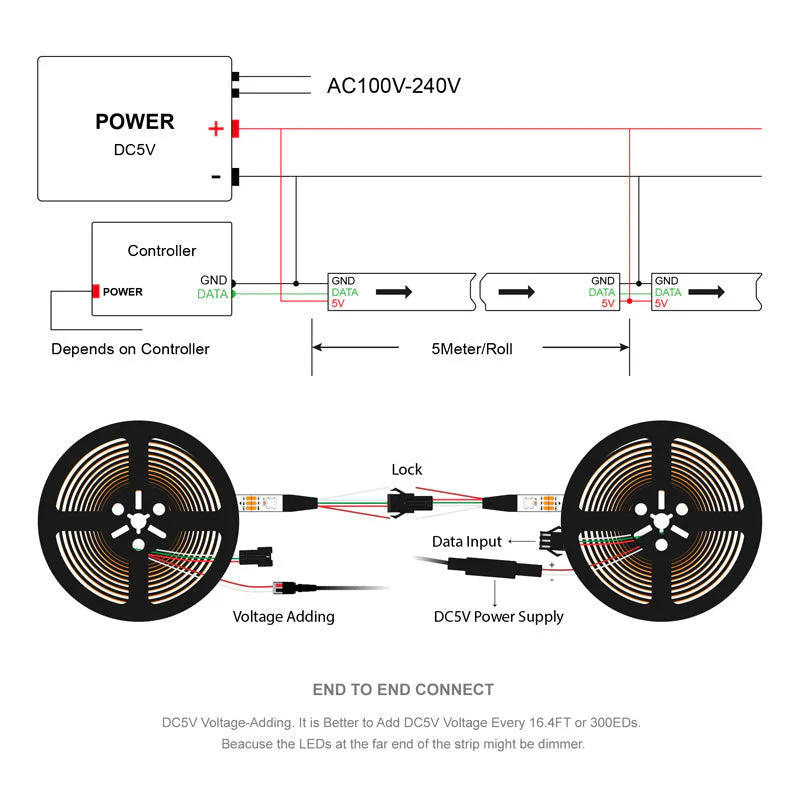 AC100V-240V
POWER
+
DC5V
-
Controller
GND
DATA
POWER
GND
DATA
5V
GND
DATA
5V
GND
DATA
5V
Depends on Controller
5Meter/Roll
Lock
Data Input
+
-
Voltage Adding
DC5V Power Supply
END TO END CONNECT
DC5V Voltage-Adding. It is Better to Add DC5V Voltage Every 16.4FT or 300EDs.
Beacuse the LEDs at the far end of the strip might be dimmer.